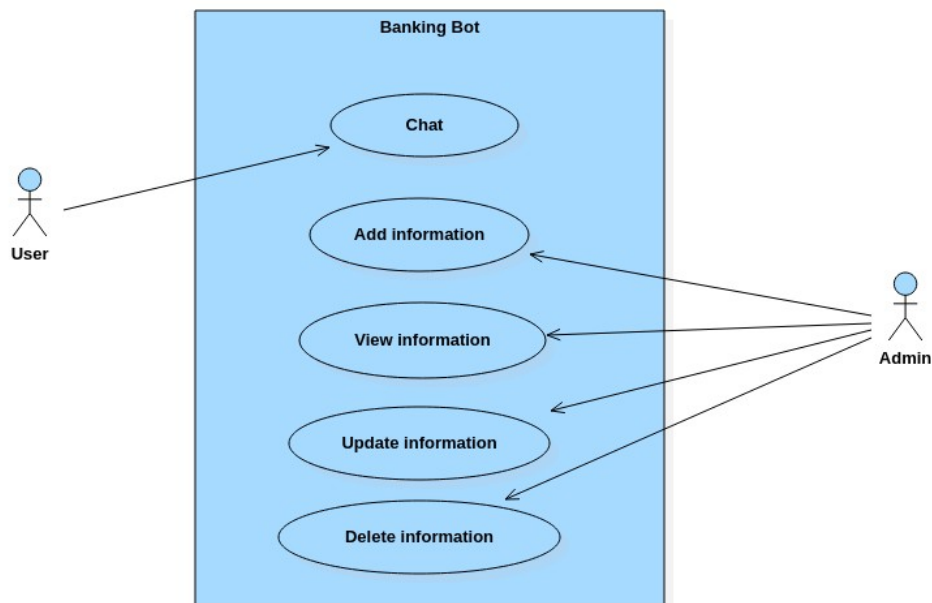 Banking Bot
Chat
User
Add information
View information
Admin
Update information
Delete information